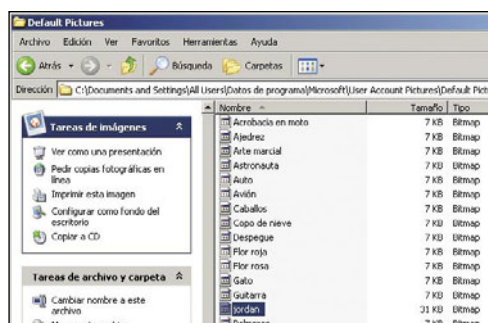 Default Pictures
Archivo Edición Ver Favoritos Herramientas Ayuda
Atrás Búsqueda Carpetas
Dirección C:\Documents and Settings\All Users\Datos de programa\Microsoft\User Account Pictures\Default Pict
Tareas de imágenes
Ver como una presentación
Pedir copias fotográficas en
línea
Imprimir esta imagen
Configurar como fondo del
escritorio
Copiar a CD
Tareas de archivo y carpeta
Cambiar nombre a este
archivo
Nombre Tamaño Tipo
Acrobacia en moto 7 KB Bitmap
Ajedrez 7 KB Bitmap
Arte marcial 7 KB Bitmap
Astronauta 7 KB Bitmap
Auto 7 KB Bitmap
Avión 7 KB Bitmap
Caballos 7 KB Bitmap
Copo de nieve 7 KB Bitmap
Despegue 7 KB Bitmap
Flor roja 7 KB Bitmap
Flor rosa 7 KB Bitmap
Gato 7 KB Bitmap
Guitarra 7 KB Bitmap
jordan 31 KB Bitmap